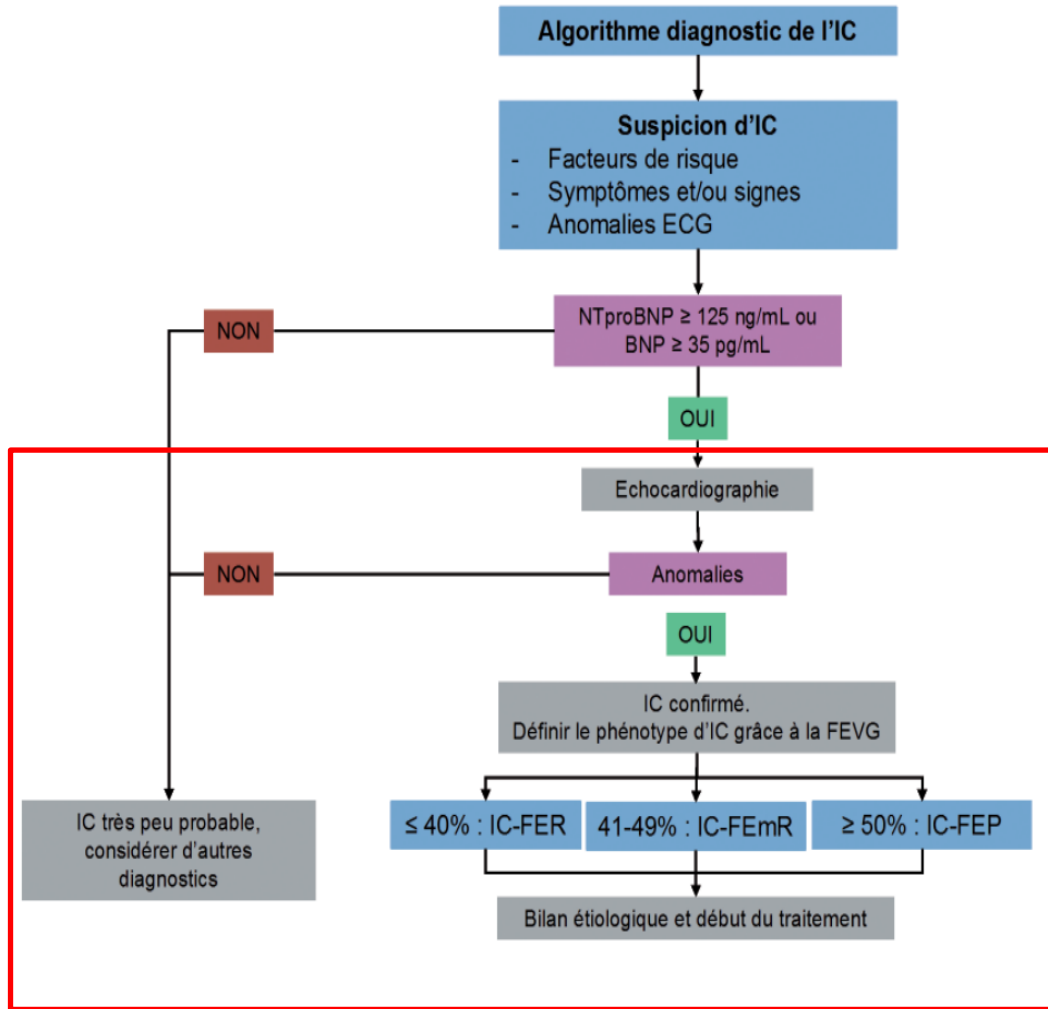 Algorithme diagnostic de l'IC
Suspicion d'IC
- Facteurs de risque
- Symptômes et/ou signes
- Anomalies ECG
NTproBNP ≥ 125 ng/mL ou
BNP ≥ 35 pg/mL
NON
OUI
Echocardiographie
Anomalies
NON
OUI
IC confirmé.
Définir le phénotype d'IC grâce à la FEVG
≤ 40% : IC-FER
41-49% : IC-FEmR
≥ 50% : IC-FEP
IC très peu probable,
considérer d'autres
diagnostics
Bilan étiologique et début du traitement